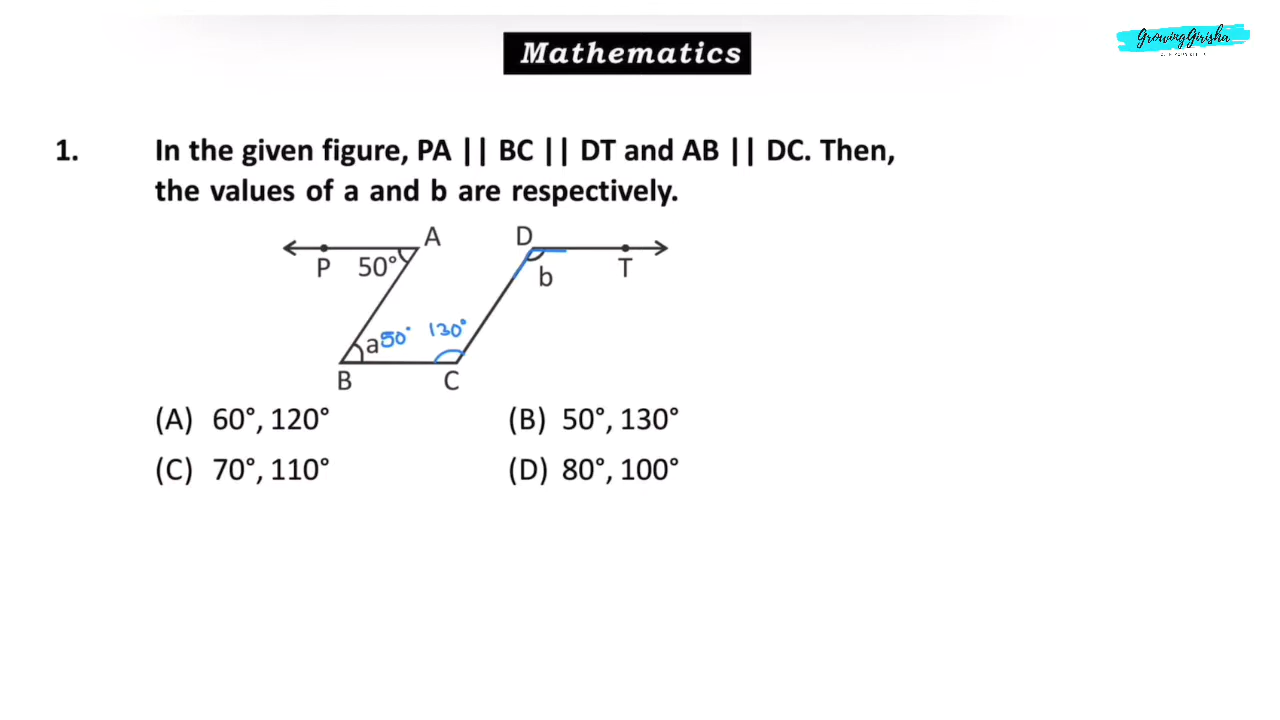 Mathematics
GrowingGirisha
1. In the given figure, PA || BC || DT and AB || DC. Then,
the values of a and b are respectively.
A D
P 50° b T
a 50° 130°
B C
(A) 60°, 120° (B) 50°, 130°
(C) 70°, 110° (D) 80°, 100°